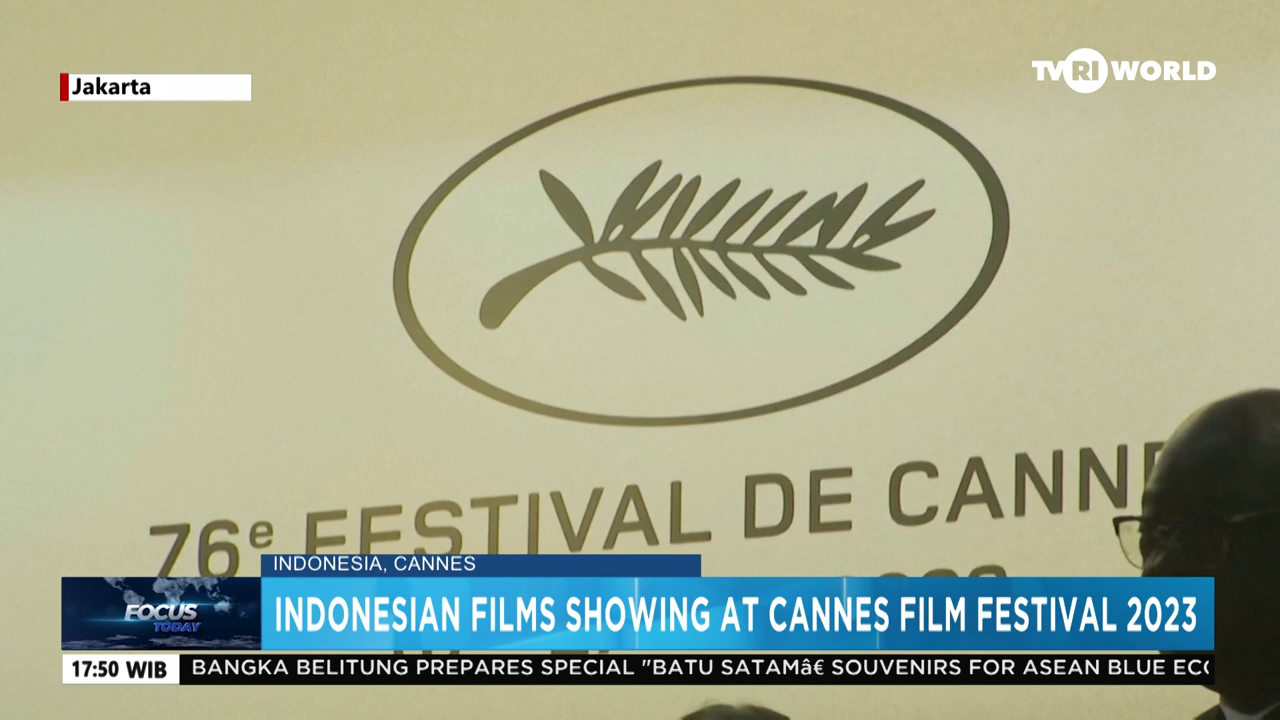 Jakarta
TVRI WORLD
76e FESTIVAL DE CANN
INDONESIA, CANNES
FOCUS
TODAY
INDONESIAN FILMS SHOWING AT CANNES FILM FESTIVAL 2023
17:50 WIB
BANGKA BELITUNG PREPARES SPECIAL "BATU SATAMâ€ SOUVENIRS FOR ASEAN BLUE ECO